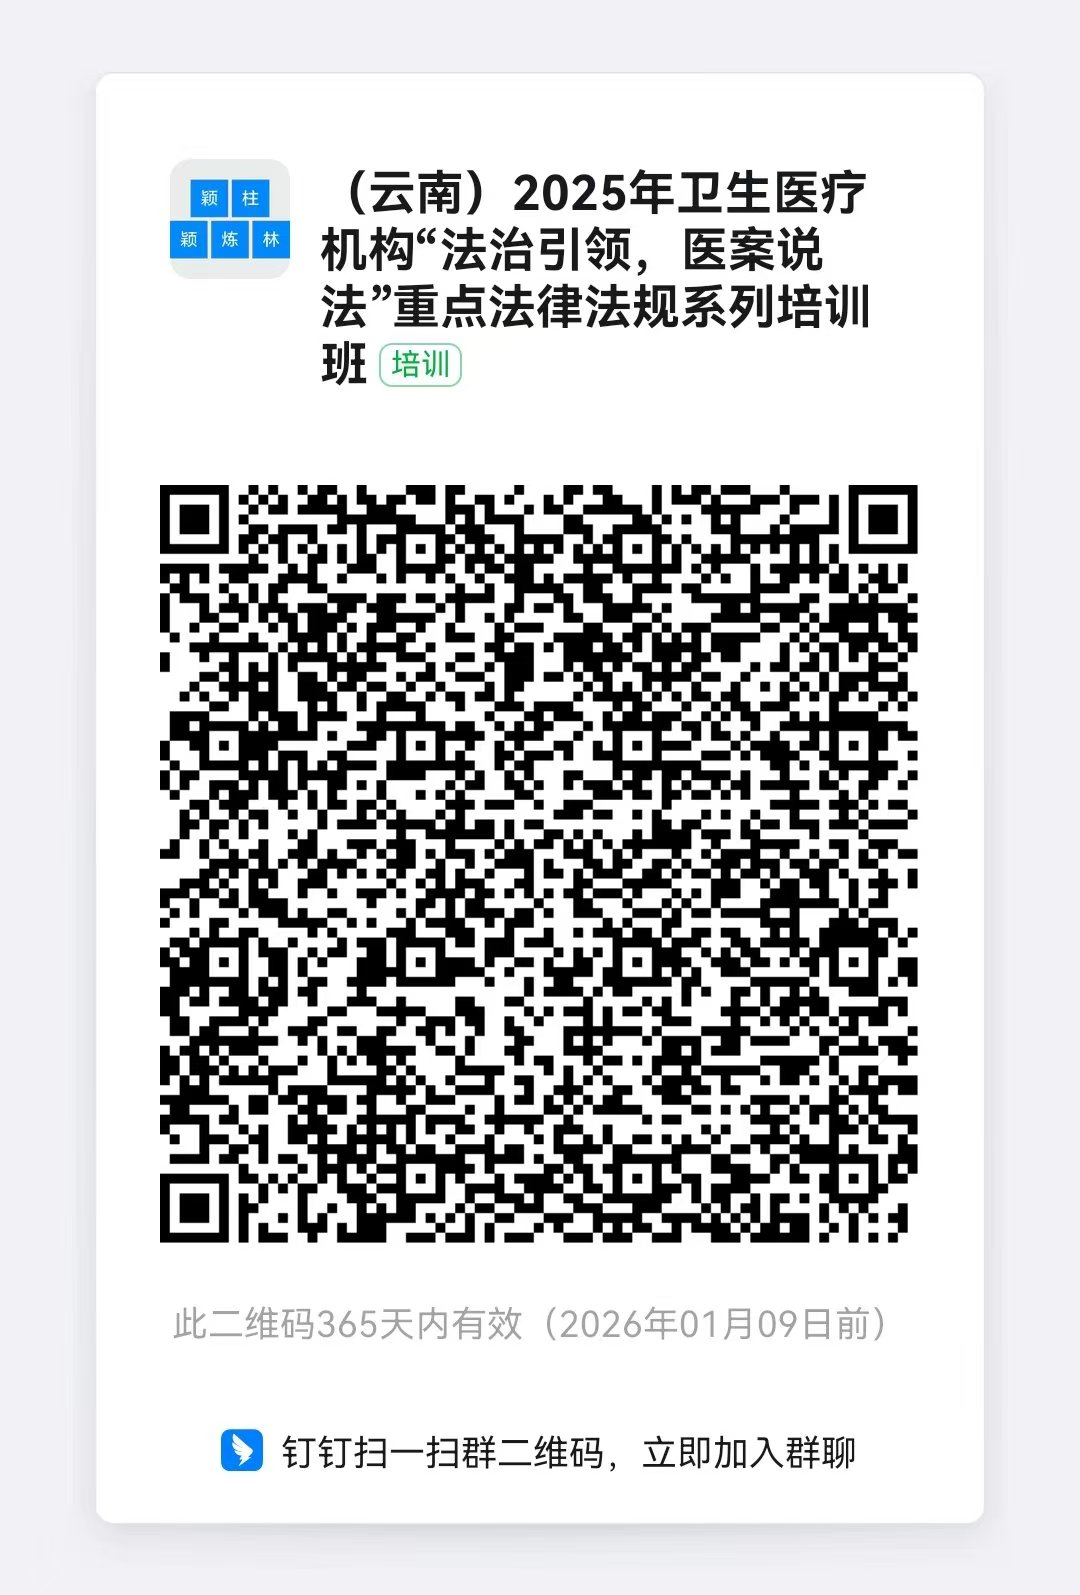 颖 柱
颖 炼 林
（云南）2025年卫生医疗
机构“法治引领，医案说
法”重点法律法规系列培训
班 培训
此二维码365天内有效（2026年01月09日前）
钉钉扫一扫群二维码，立即加入群聊